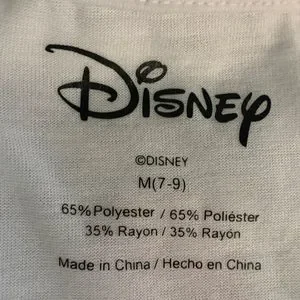 Disney
©DISNEY
M(7-9)
65%Polyester / 65% Poliéster
35% Rayon / 35% Rayón
Made in China / Hecho en China